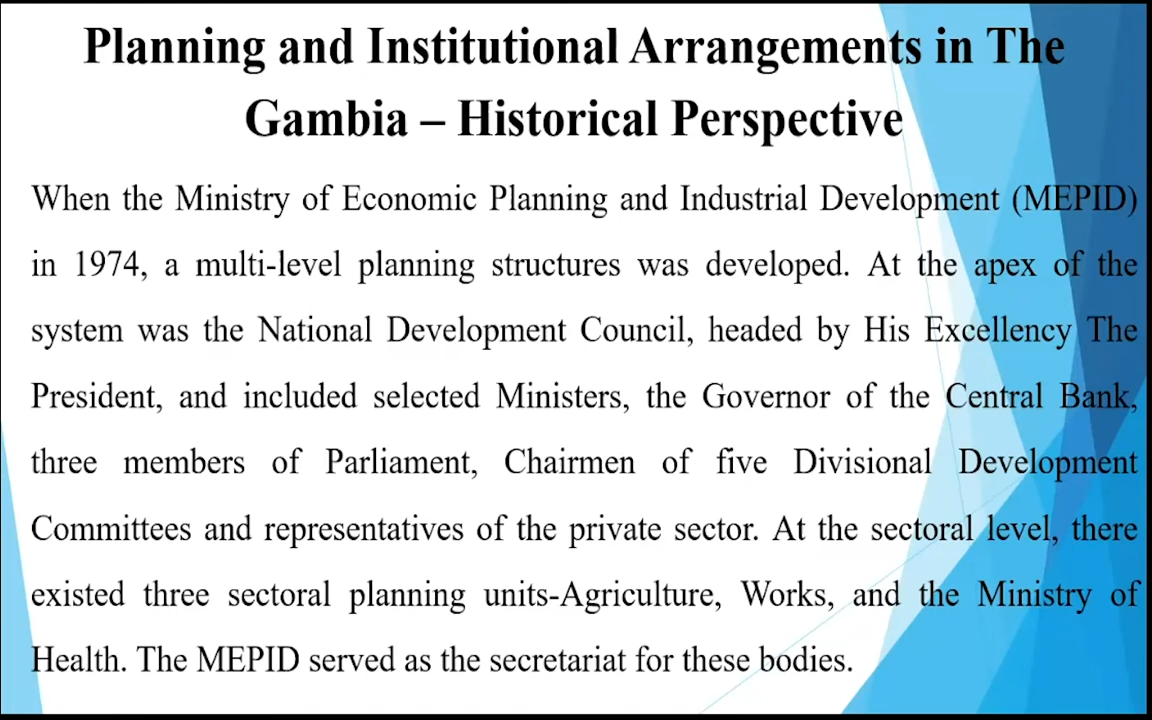 Planning and Institutional Arrangements in The
Gambia – Historical Perspective
When the Ministry of Economic Planning and Industrial Development (MEPID)
in 1974, a multi-level planning structures was developed. At the apex of the
system was the National Development Council, headed by His Excellency The
President, and included selected Ministers, the Governor of the Central Bank,
three members of Parliament, Chairmen of five Divisional Development
Committees and representatives of the private sector. At the sectoral level, there
existed three sectoral planning units-Agriculture, Works, and the Ministry of
Health. The MEPID served as the secretariat for these bodies.